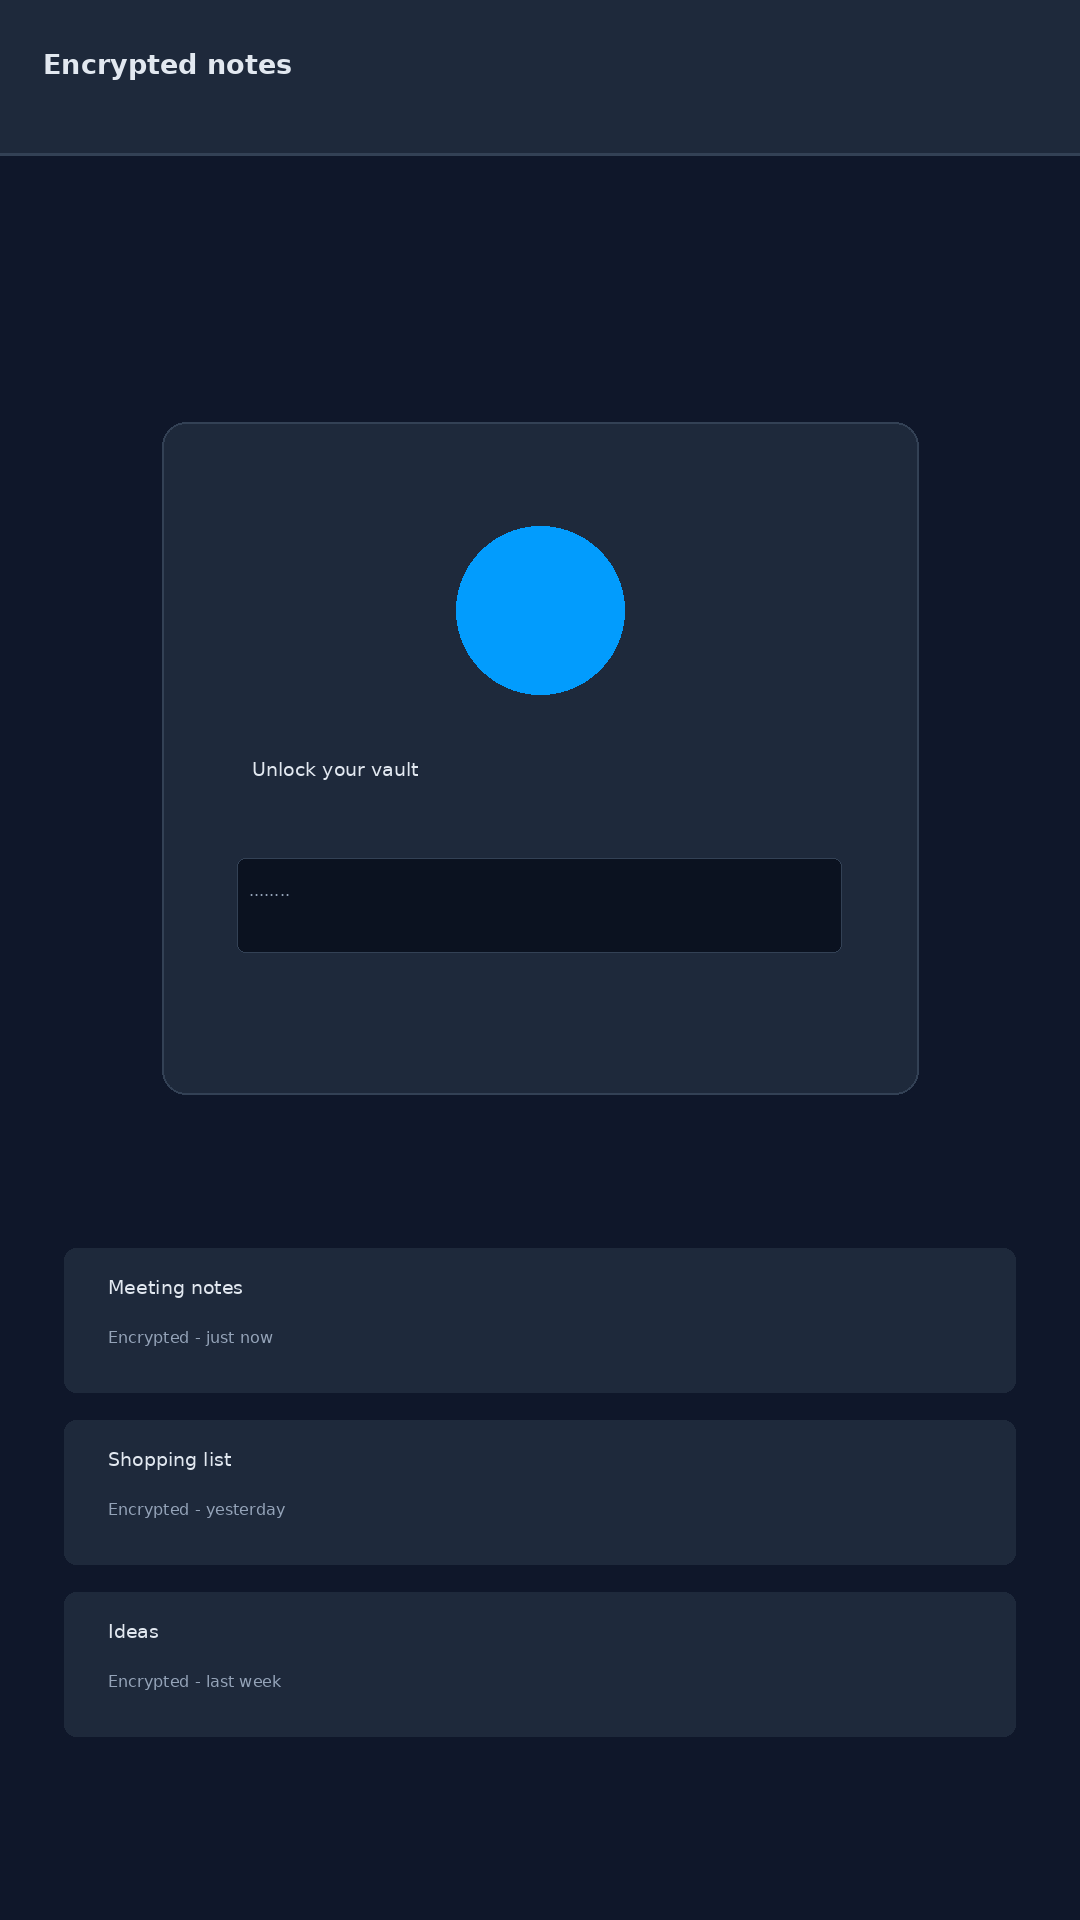 Encrypted notes
Unlock your vault
........
Meeting notes
Encrypted - just now
Shopping list
Encrypted - yesterday
Ideas
Encrypted - last week